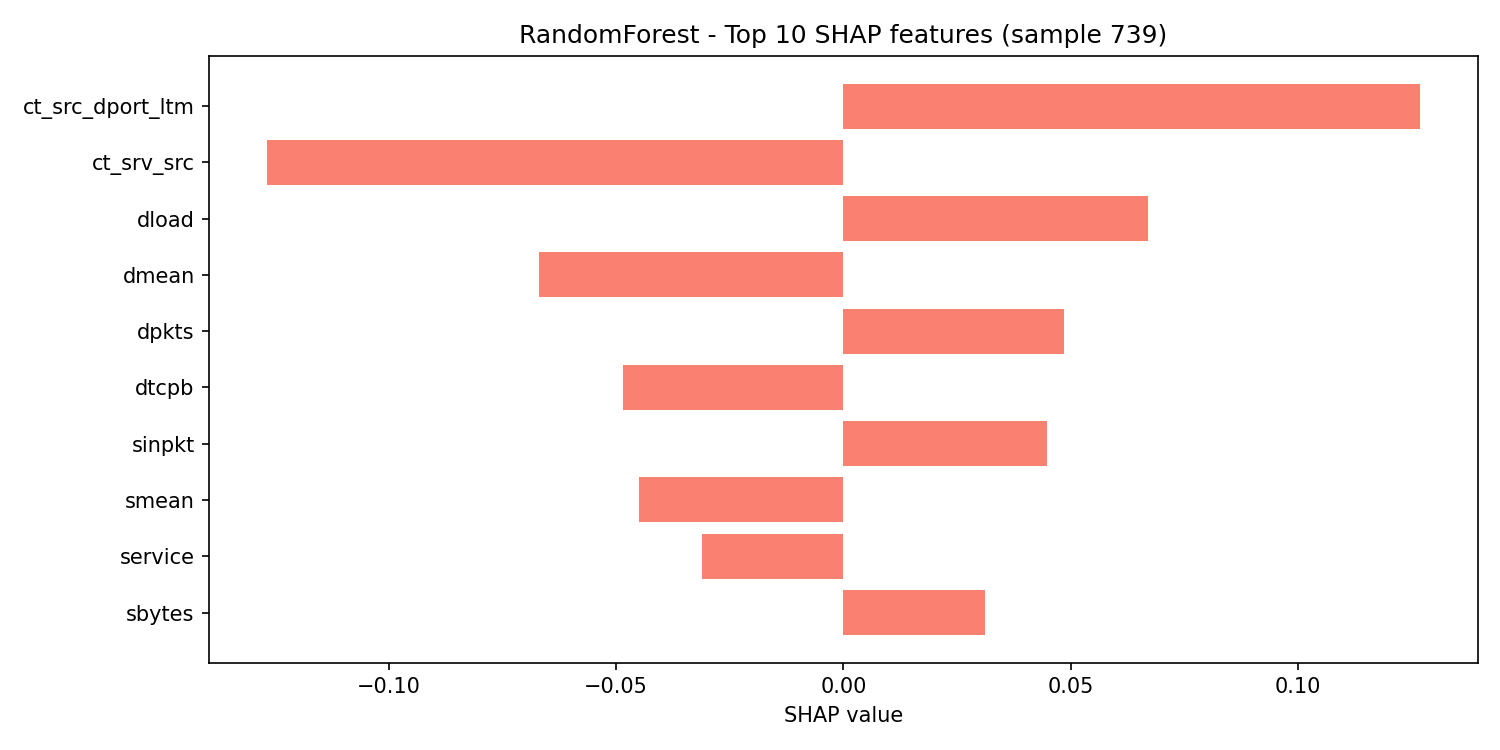 RandomForest - Top 10 SHAP features (sample 739)
ct_src_dport_ltm
ct_srv_src
dload
dmean
dpkts
dtcpb
sinpkt
smean
service
sbytes
−0.10 −0.05 0.00 0.05 0.10
SHAP value